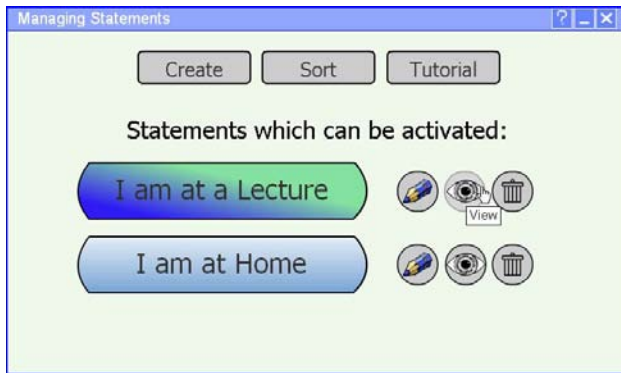 Managing Statements
Create Sort Tutorial
Statements which can be activated:
I am at a Lecture
View
I am at Home